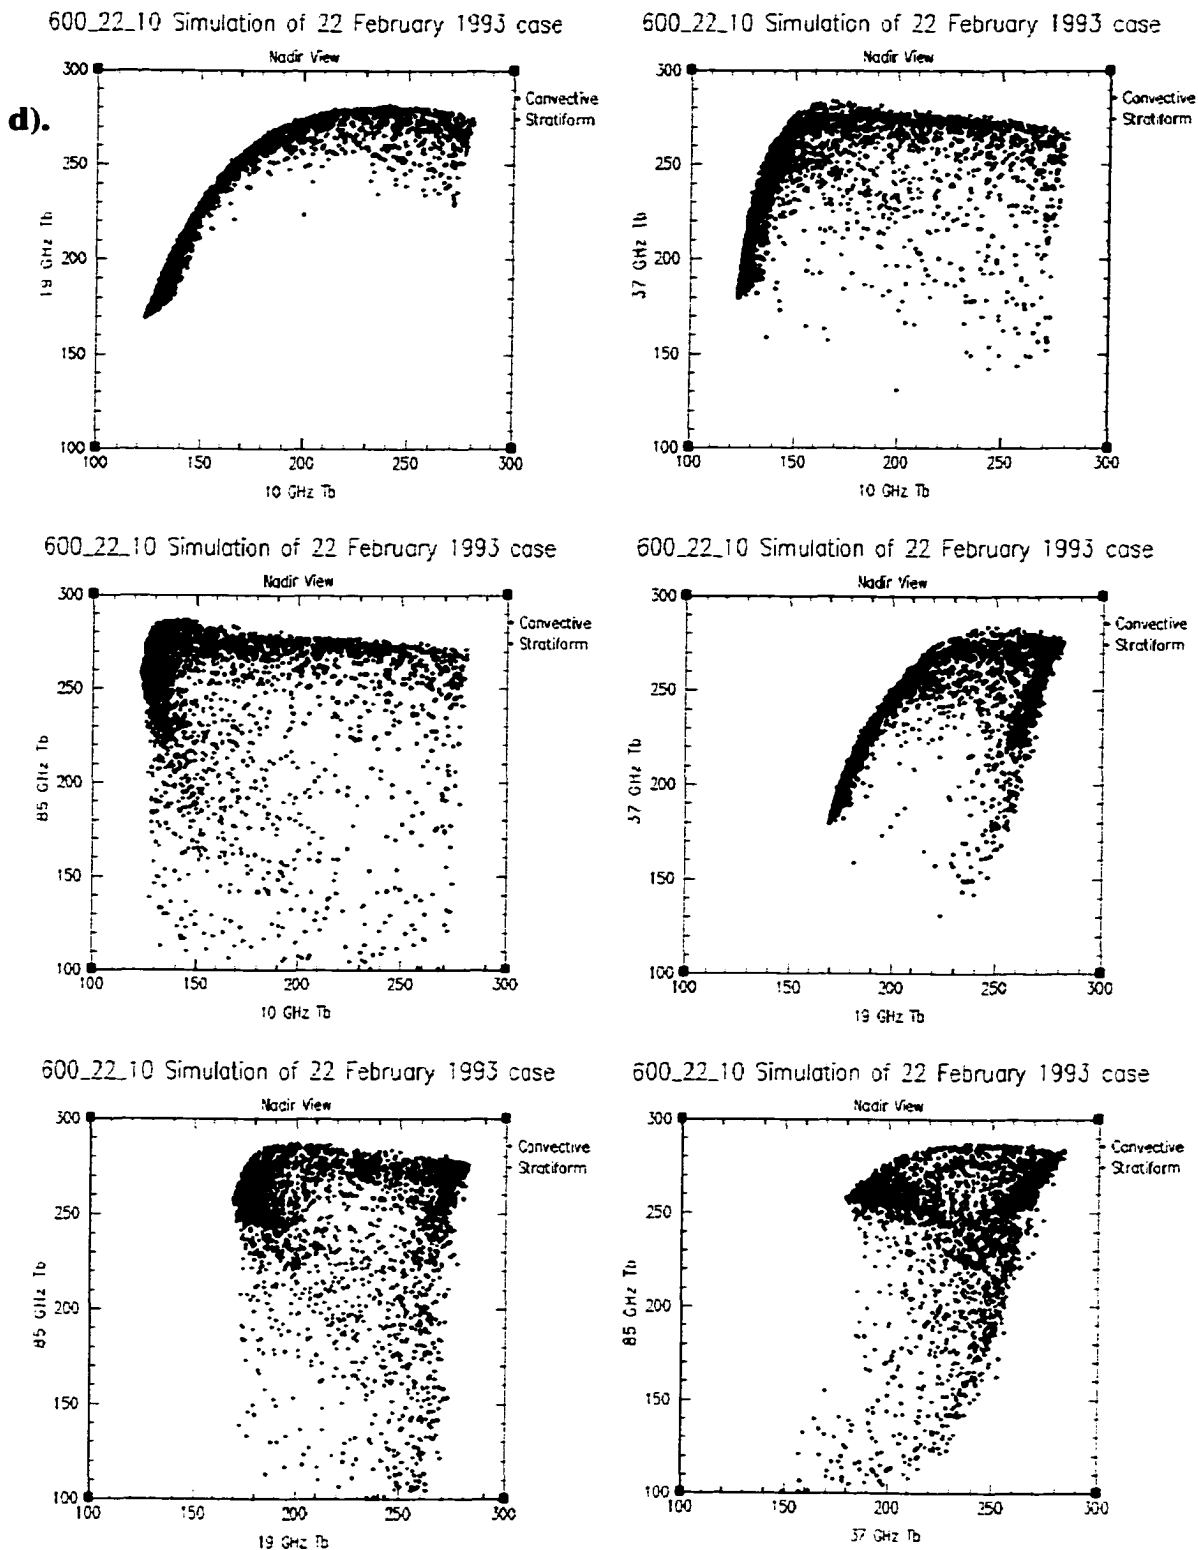 d).
600_22_10 Simulation of 22 February 1993 case
Nadir View
Convective
Stratiform
300
250
200
150
100
19 GHz Tb
100 150 200 250 300
10 GHz Tb
600_22_10 Simulation of 22 February 1993 case
Nadir View
Convective
Stratiform
300
250
200
150
100
37 GHz Tb
100 150 200 250 300
10 GHz Tb
600_22_10 Simulation of 22 February 1993 case
Nadir View
Convective
Stratiform
300
250
200
150
100
85 GHz Tb
100 150 200 250 300
10 GHz Tb
600_22_10 Simulation of 22 February 1993 case
Nadir View
Convective
Stratiform
300
250
200
150
100
37 GHz Tb
100 150 200 250 300
19 GHz Tb
600_22_10 Simulation of 22 February 1993 case
Nadir View
Convective
Stratiform
300
250
200
150
100
85 GHz Tb
100 150 200 250 300
19 GHz Tb
600_22_10 Simulation of 22 February 1993 case
Nadir View
Convective
Stratiform
300
250
200
150
100
85 GHz Tb
100 150 200 250 300
37 GHz Tb